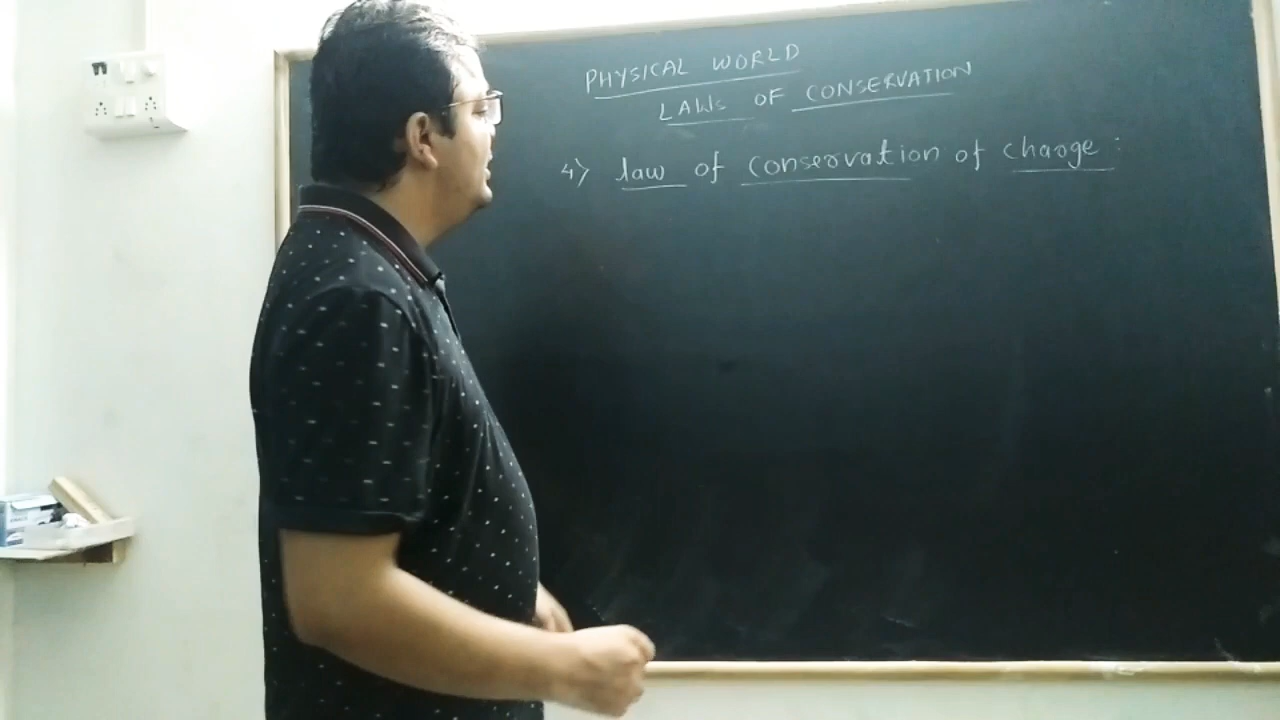 PHYSICAL WORLD
LAWS OF CONSERVATION
4) law of conservation of charge :